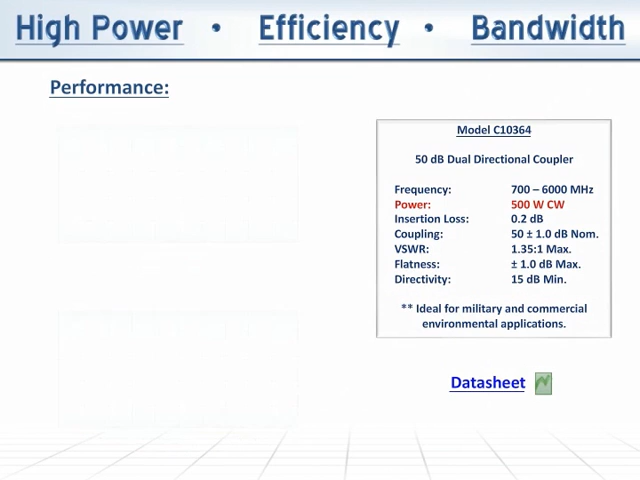 High Power • Efficiency • Bandwidth
Performance:
Model C10364
50 dB Dual Directional Coupler
Frequency: 700 – 6000 MHz
Power: 500 W CW
Insertion Loss: 0.2 dB
Coupling: 50 ± 1.0 dB Nom.
VSWR: 1.35:1 Max.
Flatness: ± 1.0 dB Max.
Directivity: 15 dB Min.
** Ideal for military and commercial
environmental applications.
Datasheet